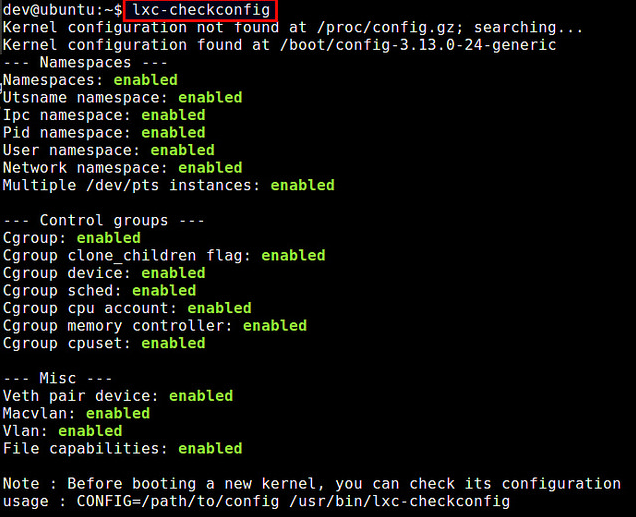 dev@ubuntu:~$ lxc-checkconfig
Kernel configuration not found at /proc/config.gz; searching...
Kernel configuration found at /boot/config-3.13.0-24-generic
--- Namespaces ---
Namespaces: enabled
Utsname namespace: enabled
Ipc namespace: enabled
Pid namespace: enabled
User namespace: enabled
Network namespace: enabled
Multiple /dev/pts instances: enabled

--- Control groups ---
Cgroup: enabled
Cgroup clone_children flag: enabled
Cgroup device: enabled
Cgroup sched: enabled
Cgroup cpu account: enabled
Cgroup memory controller: enabled
Cgroup cpuset: enabled

--- Misc ---
Veth pair device: enabled
Macvlan: enabled
Vlan: enabled
File capabilities: enabled

Note : Before booting a new kernel, you can check its configuration
usage : CONFIG=/path/to/config /usr/bin/lxc-checkconfig